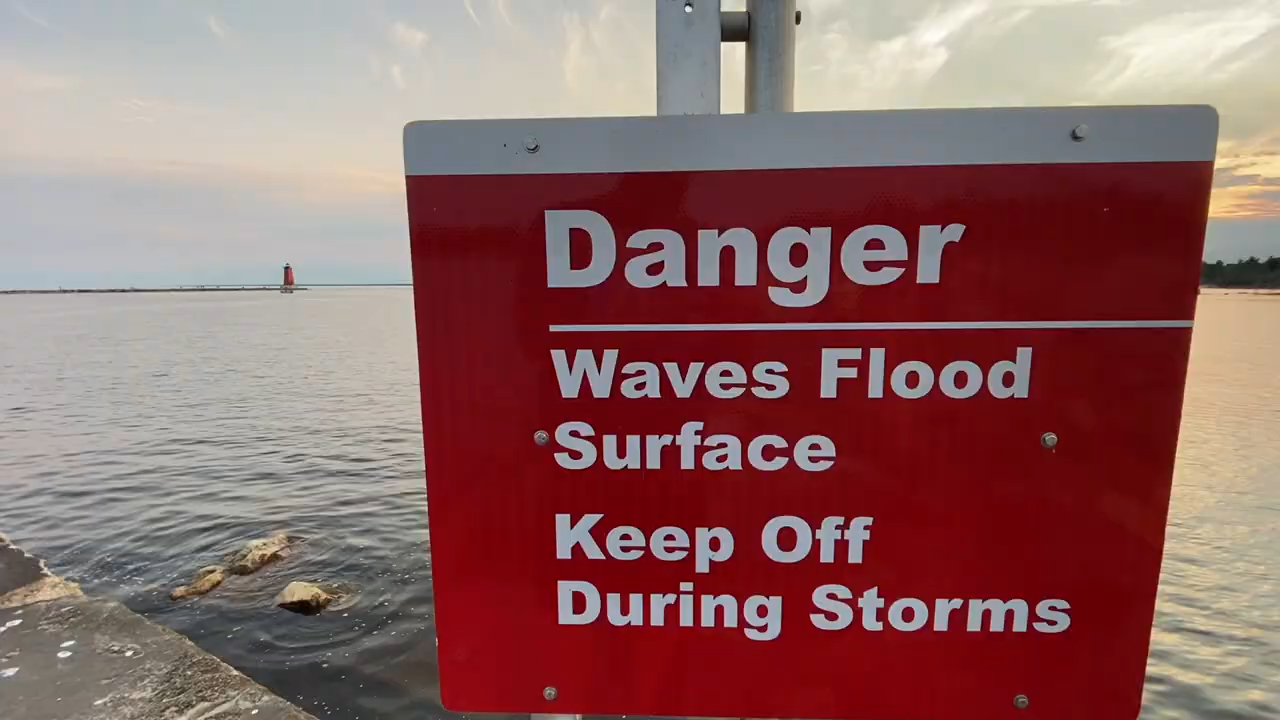 Danger
Waves Flood
Surface
Keep Off
During Storms